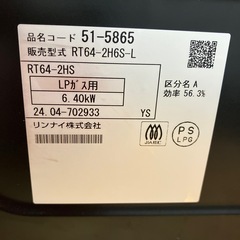 品名コード 51-5865
販売型式 RT64-2H6S-L
RT64-2HS
LPガス用
6.40kW
24.04-702933 YS
リンナイ株式会社
区分名 A
効率 56.3%
JIA
PS
LPG